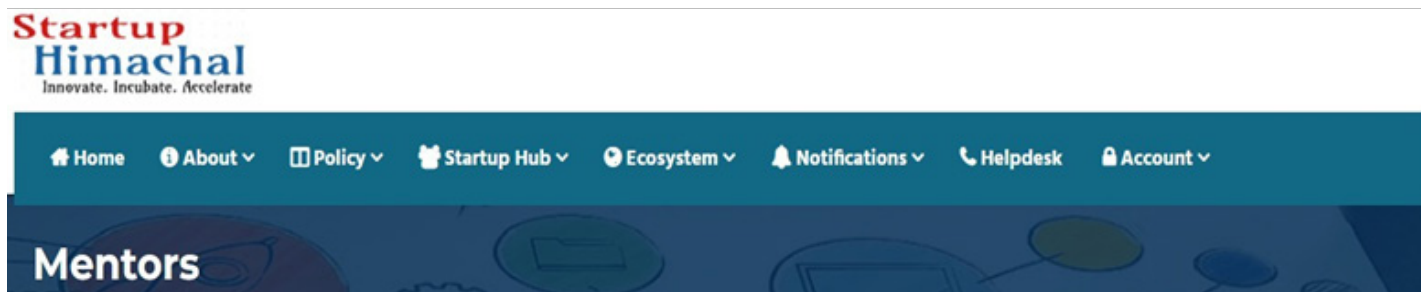 Startup
Himachal
Innovate. Incubate. Accelerate
Home About Policy Startup Hub Ecosystem Notifications Helpdesk Account
Mentors